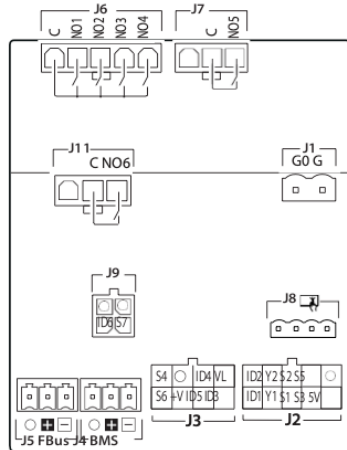 J6 J7
C NO1 NO2 NO3 NO4 C NO5
J11 J1
C NO6 G0 G
J9
J8
ID6 S7
S4 ID4 VL ID2 Y2 S2 S5
S6 +V ID5 ID3 ID1 Y1 S1 S3 5V
+ − + −
J3 J2
J5 FBus J4 BMS